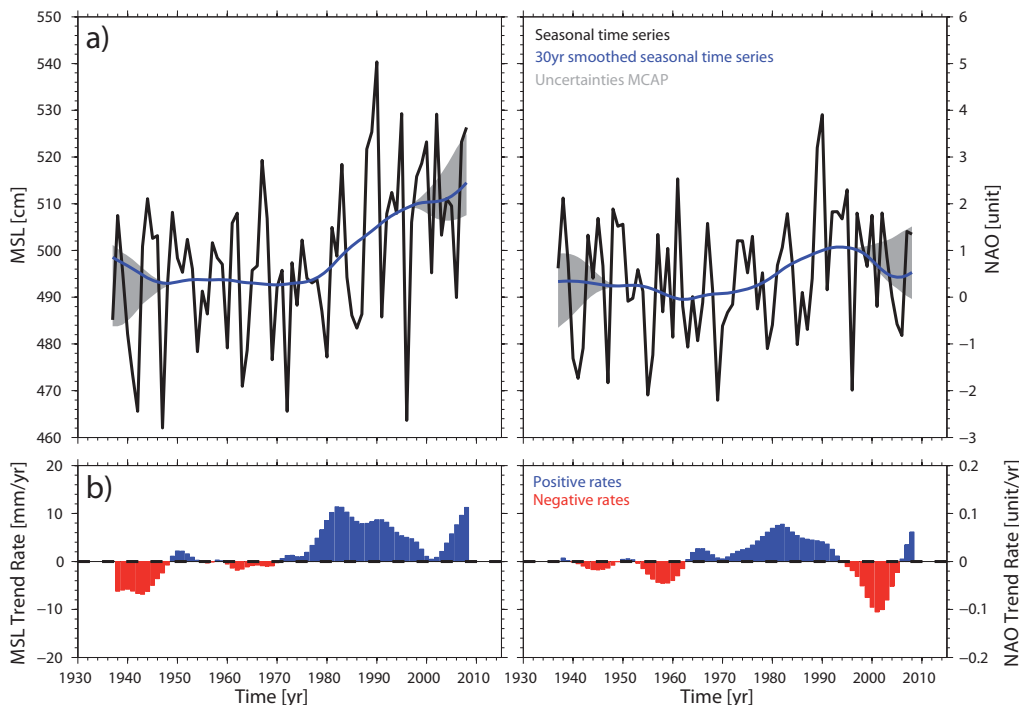 a)
MSL [cm]
550
540
530
520
510
500
490
480
470
460
Seasonal time series
30yr smoothed seasonal time series
Uncertainties MCAP
6
5
4
3
2
1
0
−1
−2
−3
NAO [unit]
b)
MSL Trend Rate [mm/yr]
20
10
0
−10
−20
1930 1940 1950 1960 1970 1980 1990 2000 2010
Time [yr]
Positive rates
Negative rates
0.2
0.1
0
−0.1
−0.2
NAO Trend Rate [unit/yr]
1930 1940 1950 1960 1970 1980 1990 2000 2010
Time [yr]